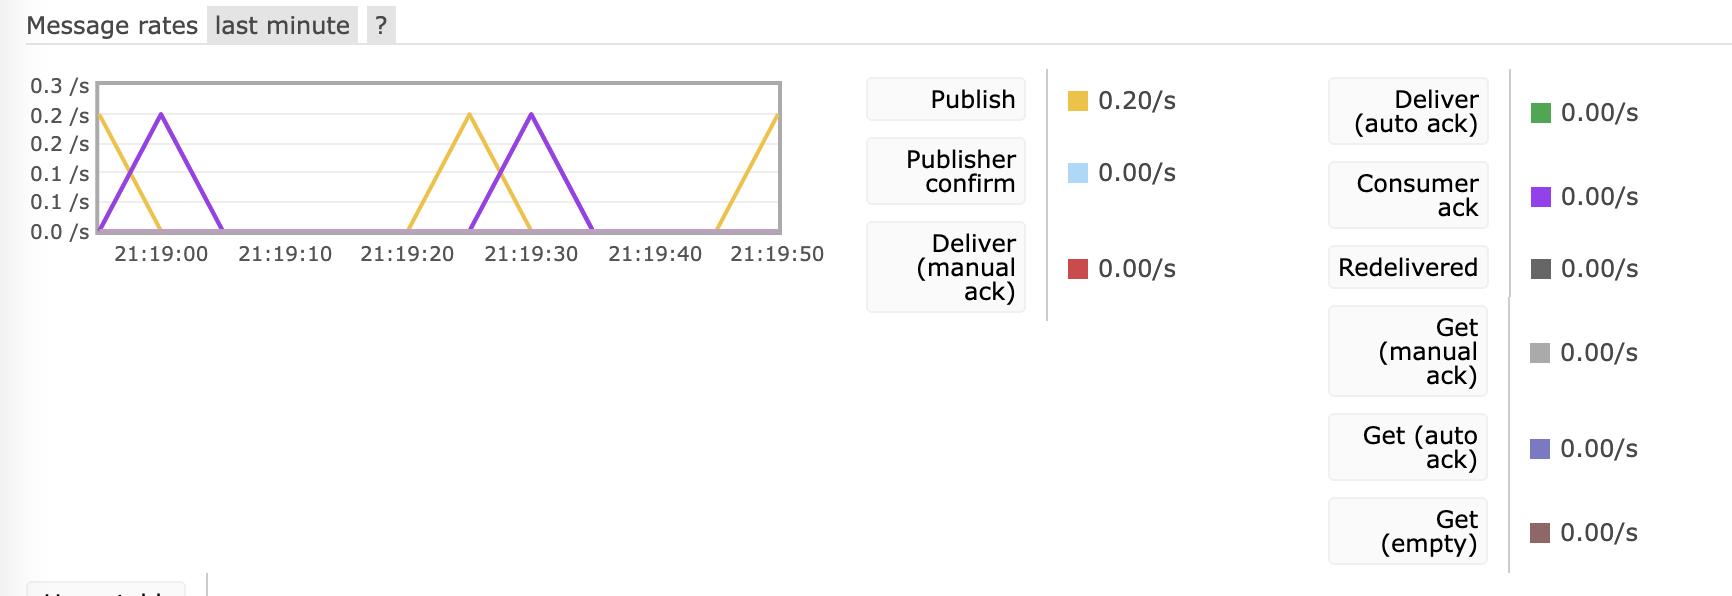 Message rates last minute ?
0.3 /s
0.2 /s
0.2 /s
0.1 /s
0.1 /s
0.0 /s
21:19:00 21:19:10 21:19:20 21:19:30 21:19:40 21:19:50
Publish
0.20/s
Publisher
confirm
0.00/s
Deliver
(manual
ack)
0.00/s
Deliver
(auto ack)
0.00/s
Consumer
ack
0.00/s
Redelivered
0.00/s
Get
(manual
ack)
0.00/s
Get (auto
ack)
0.00/s
Get
(empty)
0.00/s